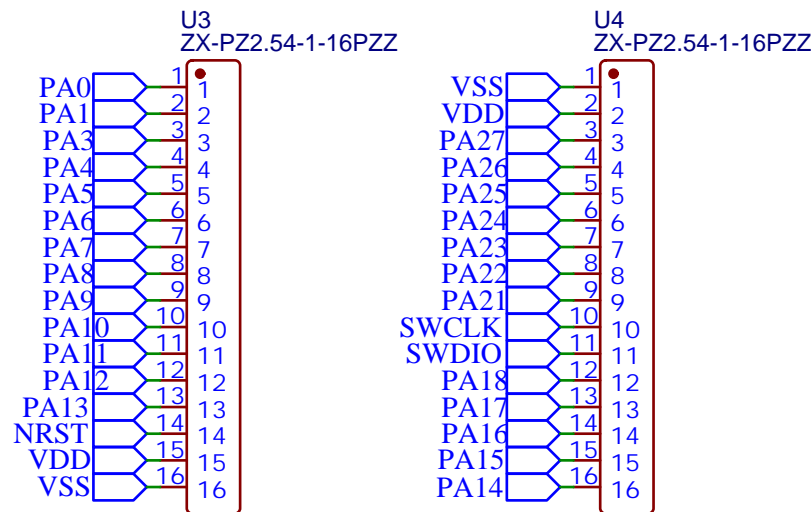 U3
ZX-PZ2.54-1-16PZZ
PA0 1 1
PA1 2 2
PA3 3 3
PA4 4 4
PA5 5 5
PA6 6 6
PA7 7 7
PA8 8 8
PA9 9 9
PA10 10 10
PA11 11 11
PA12 12 12
PA13 13 13
NRST 14 14
VDD 15 15
VSS 16 16
U4
ZX-PZ2.54-1-16PZZ
VSS 1 1
VDD 2 2
PA27 3 3
PA26 4 4
PA25 5 5
PA24 6 6
PA23 7 7
PA22 8 8
PA21 9 9
SWCLK 10 10
SWDIO 11 11
PA18 12 12
PA17 13 13
PA16 14 14
PA15 15 15
PA14 16 16